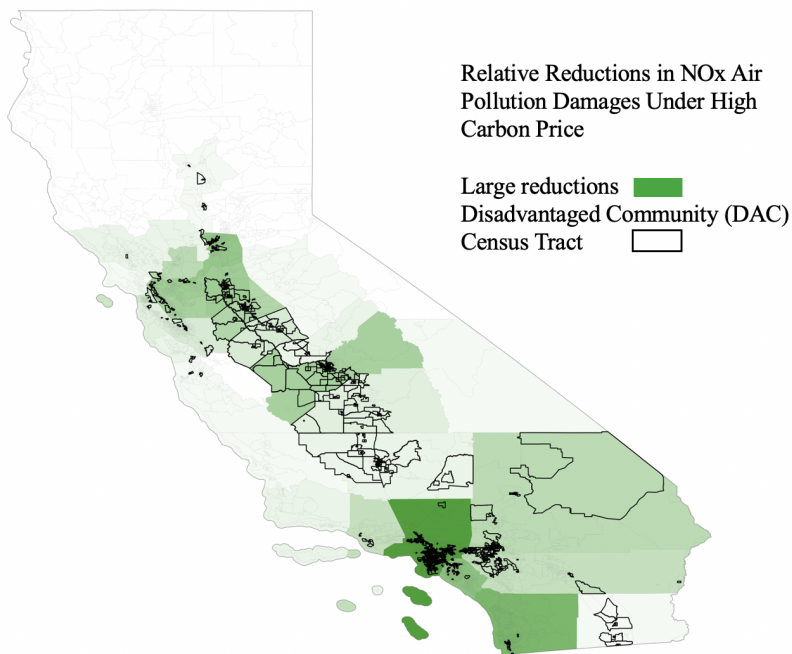 Relative Reductions in NOx Air
Pollution Damages Under High
Carbon Price
Large reductions
Disadvantaged Community (DAC)
Census Tract